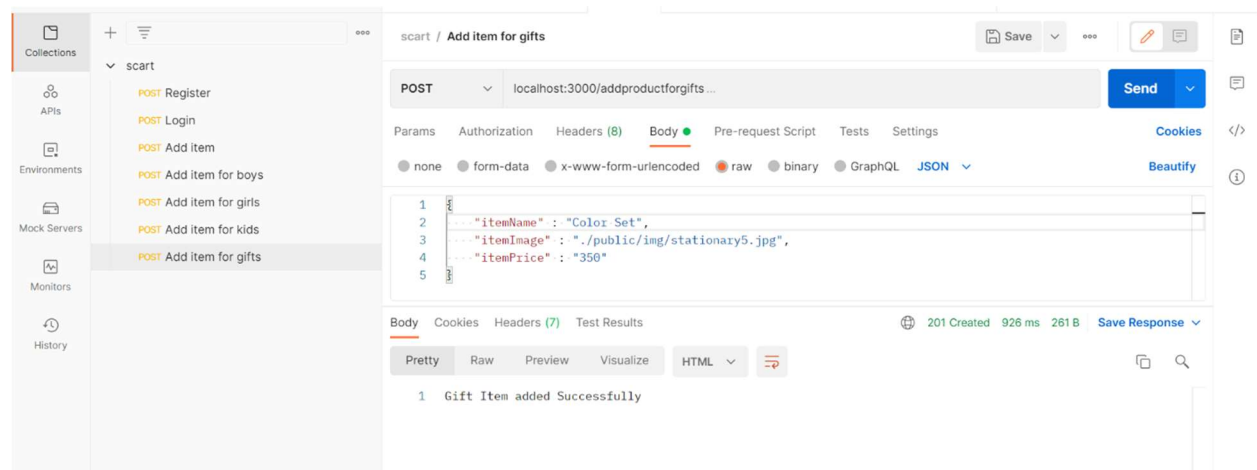 Collections
APIs
Environments
Mock Servers
Monitors
History
scart
POST Register
POST Login
POST Add item
POST Add item for boys
POST Add item for girls
POST Add item for kids
POST Add item for gifts
scart / Add item for gifts
Save
POST localhost:3000/addproductforgifts ...
Send
Params Authorization Headers (8) Body Pre-request Script Tests Settings Cookies
none form-data x-www-form-urlencoded raw binary GraphQL JSON Beautify
1 {
2 "itemName" : "Color Set",
3 "itemImage" : "./public/img/stationary5.jpg",
4 "itemPrice" : "350"
5 }
Body Cookies Headers (7) Test Results 201 Created 926 ms 261 B Save Response
Pretty Raw Preview Visualize HTML
1 Gift Item added Successfully